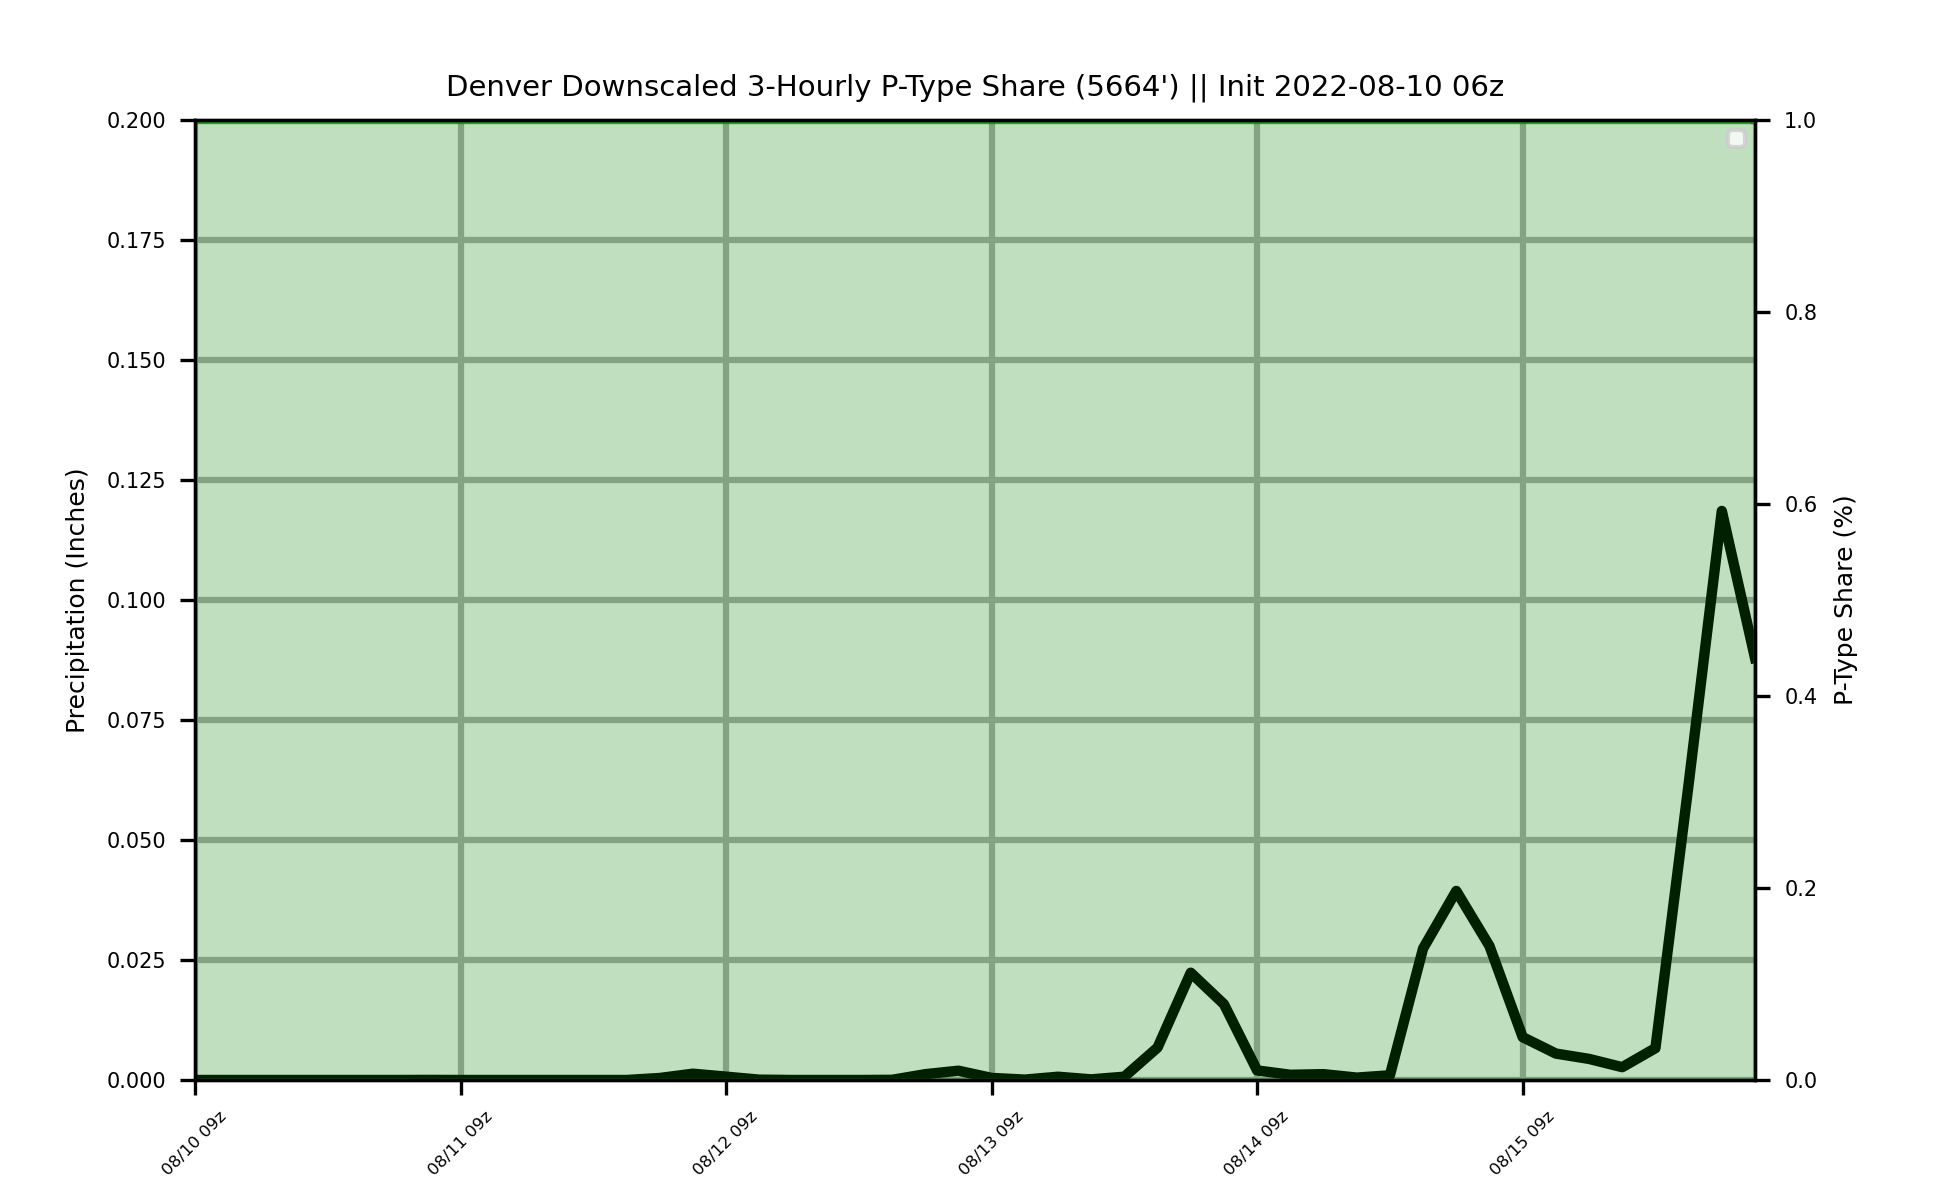 Denver Downscaled 3-Hourly P-Type Share (5664') || Init 2022-08-10 06z
0.200
0.175
0.150
0.125
0.100
0.075
0.050
0.025
0.000
Precipitation (Inches)
1.0
0.8
0.6
0.4
0.2
0.0
P-Type Share (%)
08/10 09z
08/11 09z
08/12 09z
08/13 09z
08/14 09z
08/15 09z